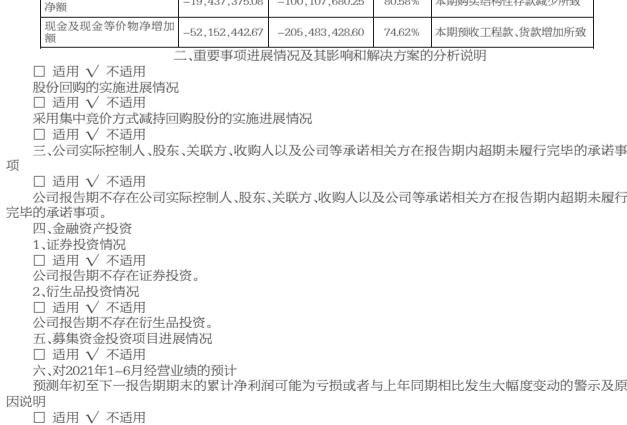 净额 -19,437,375.08 -100,107,680.25 80.58% 本期购买结构性存款减少所致
现金及现金等价物净增加额 -52,152,442.67 -205,483,428.60 74.62% 本期预收工程款、货款增加所致
二、重要事项进展情况及其影响和解决方案的分析说明
□ 适用 √ 不适用
股份回购的实施进展情况
□ 适用 √ 不适用
采用集中竞价方式减持回购股份的实施进展情况
□ 适用 √ 不适用
三、公司实际控制人、股东、关联方、收购人以及公司等承诺相关方在报告期内超期未履行完毕的承诺事
项
□ 适用 √ 不适用
公司报告期不存在公司实际控制人、股东、关联方、收购人以及公司等承诺相关方在报告期内超期未履行
完毕的承诺事项。
四、金融资产投资
1、证券投资情况
□ 适用 √ 不适用
公司报告期不存在证券投资。
2、衍生品投资情况
□ 适用 √ 不适用
公司报告期不存在衍生品投资。
五、募集资金投资项目进展情况
□ 适用 √ 不适用
六、对2021年1-6月经营业绩的预计
预测年初至下一报告期期末的累计净利润可能为亏损或者与上年同期相比发生大幅度变动的警示及原
因说明
□ 适用 √ 不适用